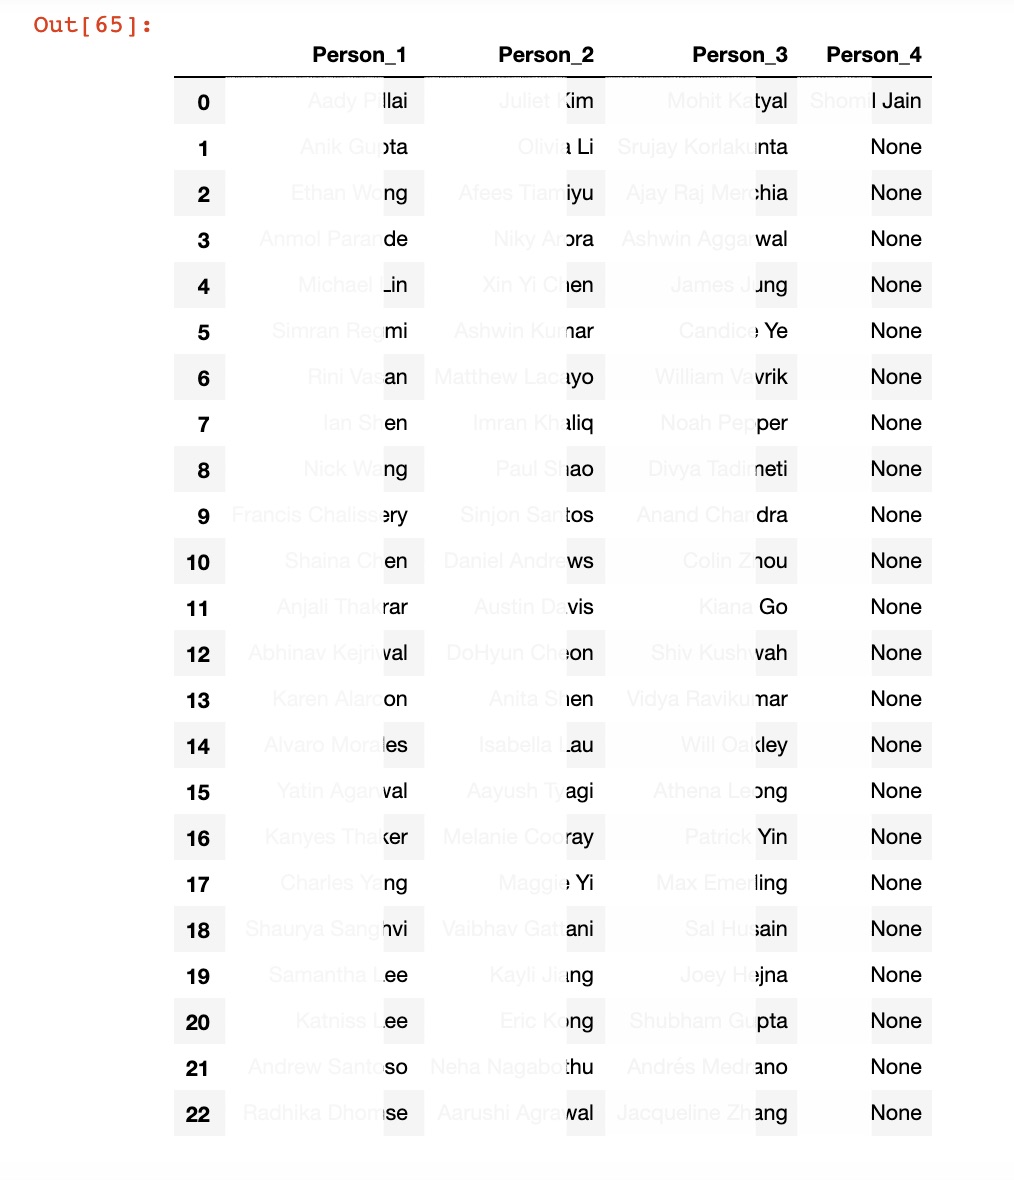 Out[65]:
Person_1 Person_2 Person_3 Person_4
0 Aady Pillai Juliet Kim Mohit Katyal Shomil Jain
1 Anik Gupta Olivia Li Srujay Korlakunta None
2 Ethan Wong Afees Tiamiyu Ajay Raj Merchia None
3 Anmol Parande Niky Arora Ashwin Aggarwal None
4 Michael Lin Xin Yi Chen James Jung None
5 Simran Regmi Ashwin Kumar Candice Ye None
6 Rini Vasan Matthew Lacayo William Vavrik None
7 Ian Shen Imran Khaliq Noah Pepper None
8 Nick Wang Paul Shao Divya Tadimeti None
9 Francis Chalissery Sinjon Santos Anand Chandra None
10 Shaina Chen Daniel Andrews Colin Zhou None
11 Anjali Thakrar Austin Davis Kiana Go None
12 Abhinav Kejriwal DoHyun Cheon Shiv Kushwah None
13 Karen Alarcon Anita Shen Vidya Ravikumar None
14 Alvaro Morales Isabella Lau Will Oakley None
15 Yatin Agarwal Aayush Tyagi Athena Leong None
16 Kanyes Thaker Melanie Cooray Patrick Yin None
17 Charles Yang Maggie Yi Max Emerling None
18 Shaurya Sanghvi Vaibhav Gattani Sal Husain None
19 Samantha Lee Kayli Jiang Joey Hejna None
20 Katniss Lee Eric Kong Shubham Gupta None
21 Andrew Santoso Neha Nagabothu Andrés Medrano None
22 Radhika Dhomse Aarushi Agrawal Jacqueline Zhang None